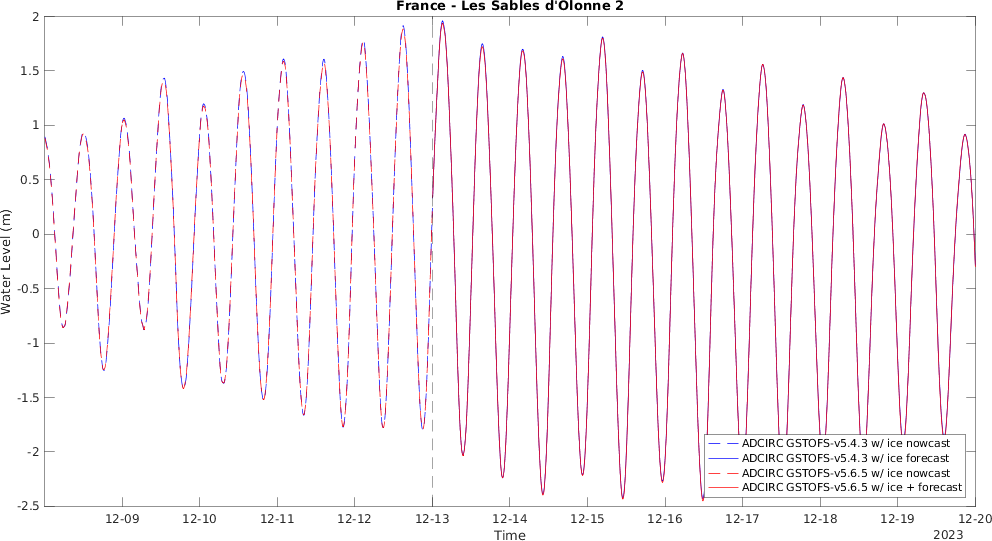 France - Les Sables d'Olonne 2
2
1.5
1
0.5
0
-0.5
-1
-1.5
-2
-2.5
Water Level (m)
12-09 12-10 12-11 12-12 12-13 12-14 12-15 12-16 12-17 12-18 12-19 12-20
Time
2023
ADCIRC GSTOFS-v5.4.3 w/ ice nowcast
ADCIRC GSTOFS-v5.4.3 w/ ice forecast
ADCIRC GSTOFS-v5.6.5 w/ ice nowcast
ADCIRC GSTOFS-v5.6.5 w/ ice + forecast